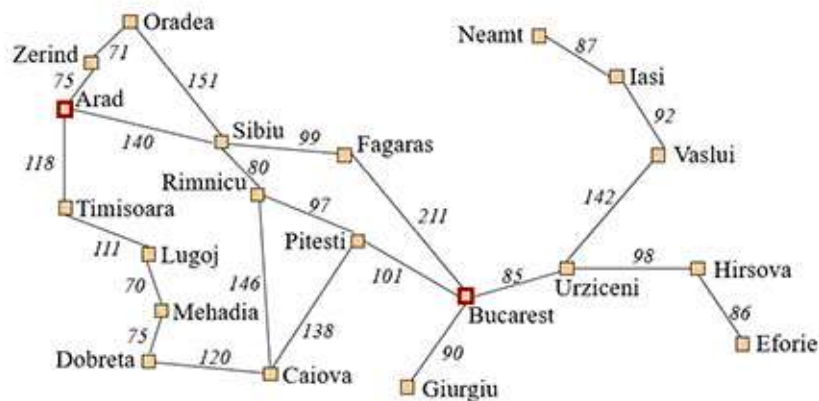 Oradea
Neamt
87
Zerind
71
Iasi
75
Arad
151
92
Sibiu
99
Fagaras
Vaslui
140
118
80
Rimnicu
142
Timisoara
97
211
Pitesti
111
Lugoj
98
Hirsova
146
101
85
Urziceni
70
Mehadia
Bucarest
86
138
75
Eforie
Dobreta
120
90
Caiova
Giurgiu